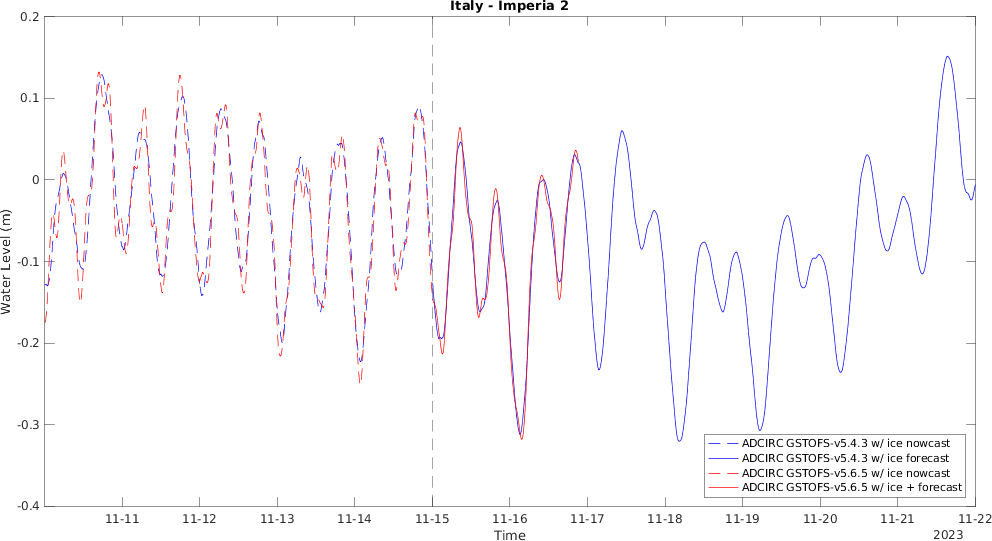 Italy - Imperia 2
0.2
0.1
0
-0.1
-0.2
-0.3
-0.4
Water Level (m)
ADCIRC GSTOFS-v5.4.3 w/ ice nowcast
ADCIRC GSTOFS-v5.4.3 w/ ice forecast
ADCIRC GSTOFS-v5.6.5 w/ ice nowcast
ADCIRC GSTOFS-v5.6.5 w/ ice + forecast
11-11 11-12 11-13 11-14 11-15 11-16 11-17 11-18 11-19 11-20 11-21 11-22
Time
2023